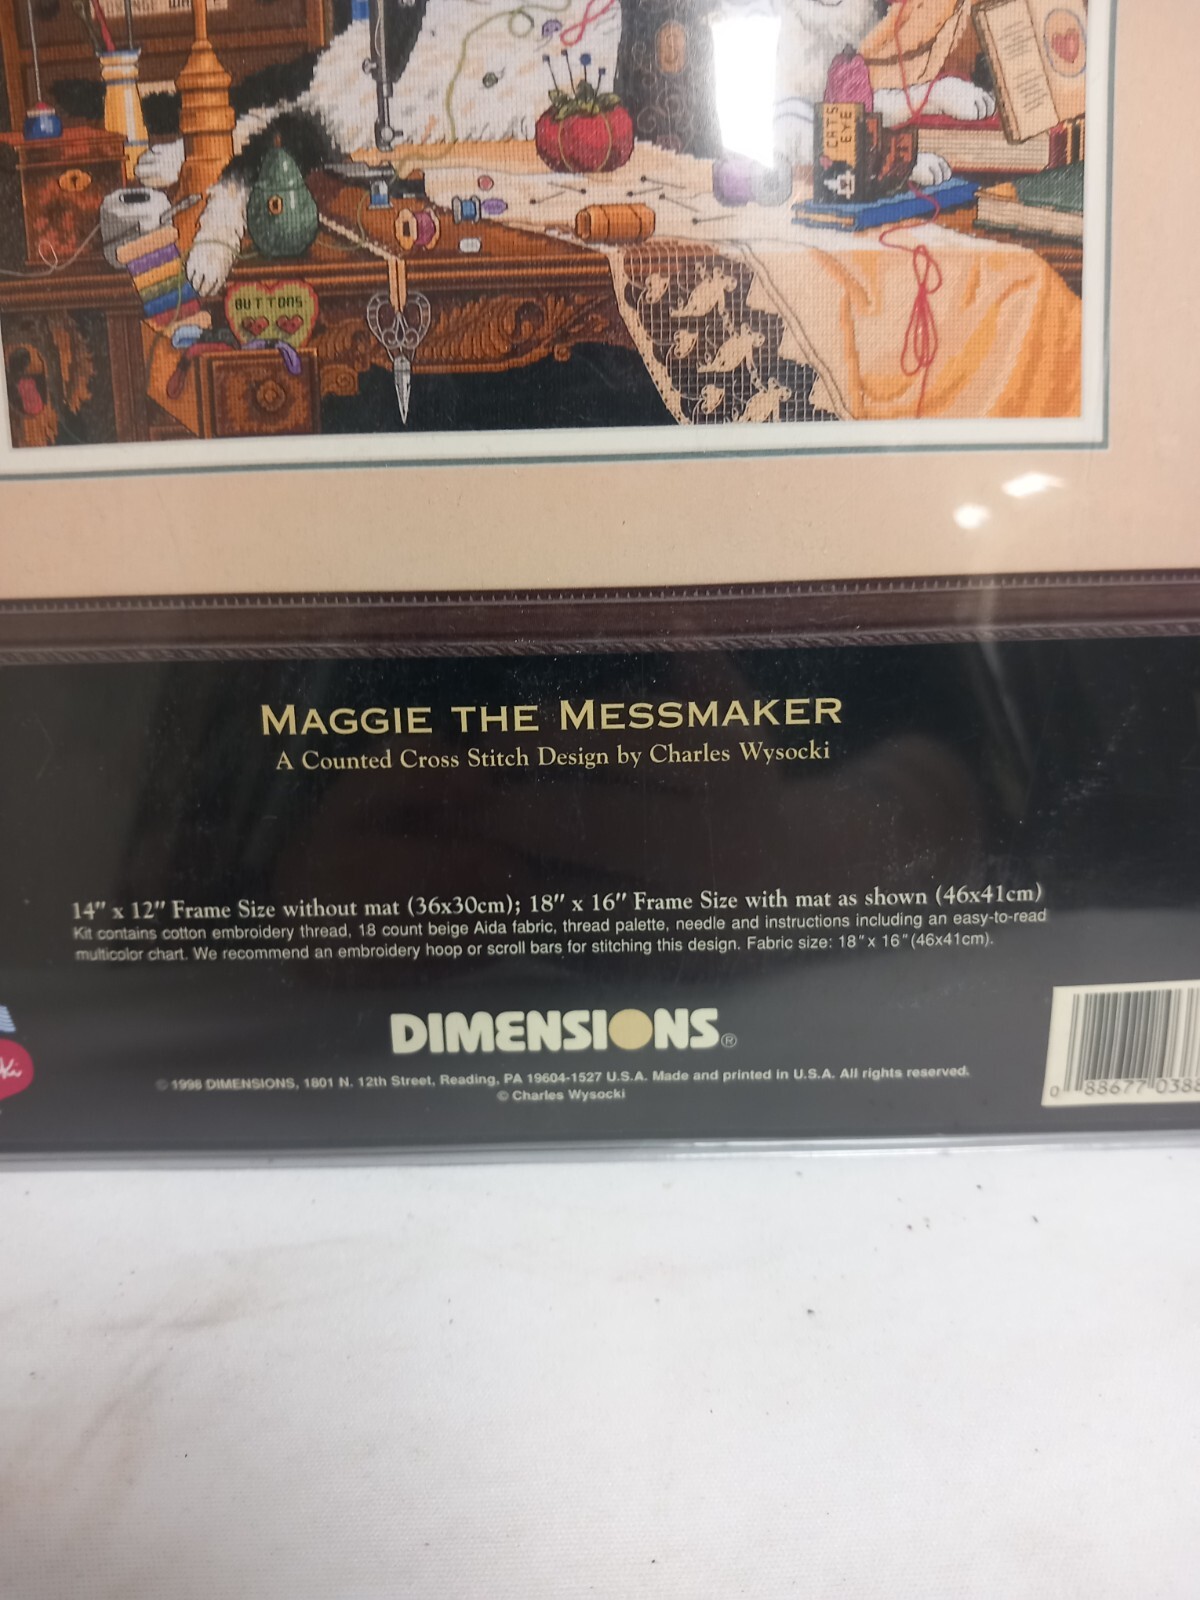 CATS
EYE
BUTTONS
MAGGIE THE MESSMAKER
A Counted Cross Stitch Design by Charles Wysocki
14" x 12" Frame Size without mat (36x30cm); 18" x 16" Frame Size with mat as shown (46x41cm)
Kit contains cotton embroidery thread, 18 count beige Aida fabric, thread palette, needle and instructions including an easy-to-read
multicolor chart. We recommend an embroidery hoop or scroll bars for stitching this design. Fabric size: 18" x 16" (46x41cm).
DIMENSIONS®
© 1998 DIMENSIONS, 1801 N. 12th Street, Reading, PA 19604-1527 U.S.A. Made and printed in U.S.A. All rights reserved.
© Charles Wysocki
0 88677 038